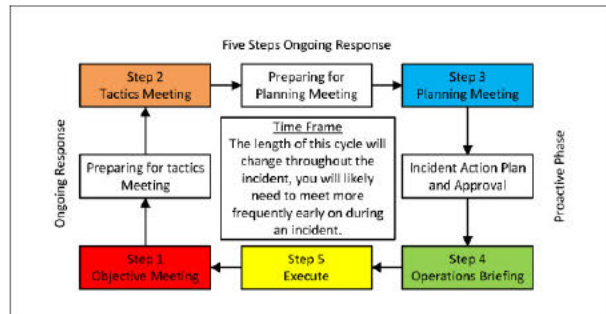 Five Steps Ongoing Response
Step 2
Tactics Meeting
Preparing for
Planning Meeting
Step 3
Planning Meeting
Ongoing Response
Preparing for tactics
Meeting
Time Frame
The length of this cycle will
change throughout the
incident, you will likely
need to meet more
frequently early on during
an incident.
Incident Action Plan
and Approval
Proactive Phase
Step 1
Objective Meeting
Step 5
Execute
Step 4
Operations Briefing